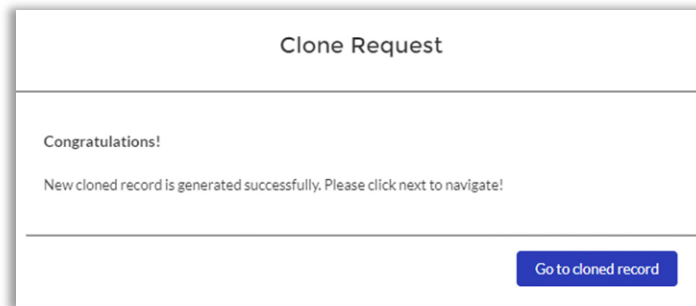 Clone Request
Congratulations!
New cloned record is generated successfully. Please click next to navigate!
Go to cloned record